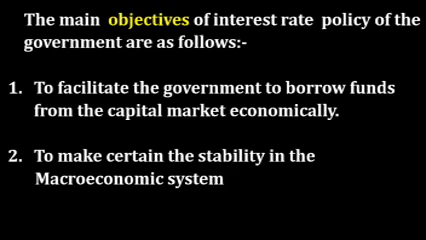 The main objectives of interest rate policy of the
government are as follows:-
1. To facilitate the government to borrow funds
from the capital market economically.
2. To make certain the stability in the
Macroeconomic system